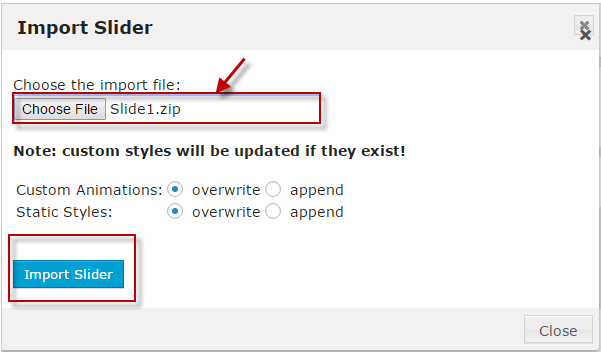 Import Slider
Choose the import file:
Choose File Slide1.zip
Note: custom styles will be updated if they exist!
Custom Animations: overwrite append
Static Styles: overwrite append
Import Slider
Close